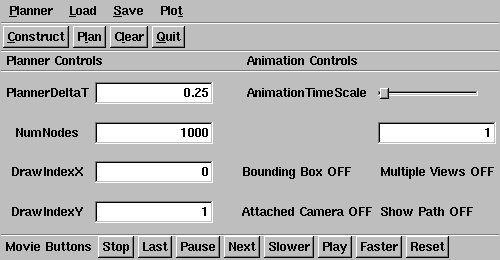 Planner Load Save Plot
Construct Plan Clear Quit
Planner Controls Animation Controls
PlannerDeltaT 0.25 AnimationTimeScale
NumNodes 1000 1
DrawIndexX 0 Bounding Box OFF Multiple Views OFF
DrawIndexY 1 Attached Camera OFF Show Path OFF
Movie Buttons Stop Last Pause Next Slower Play Faster Reset